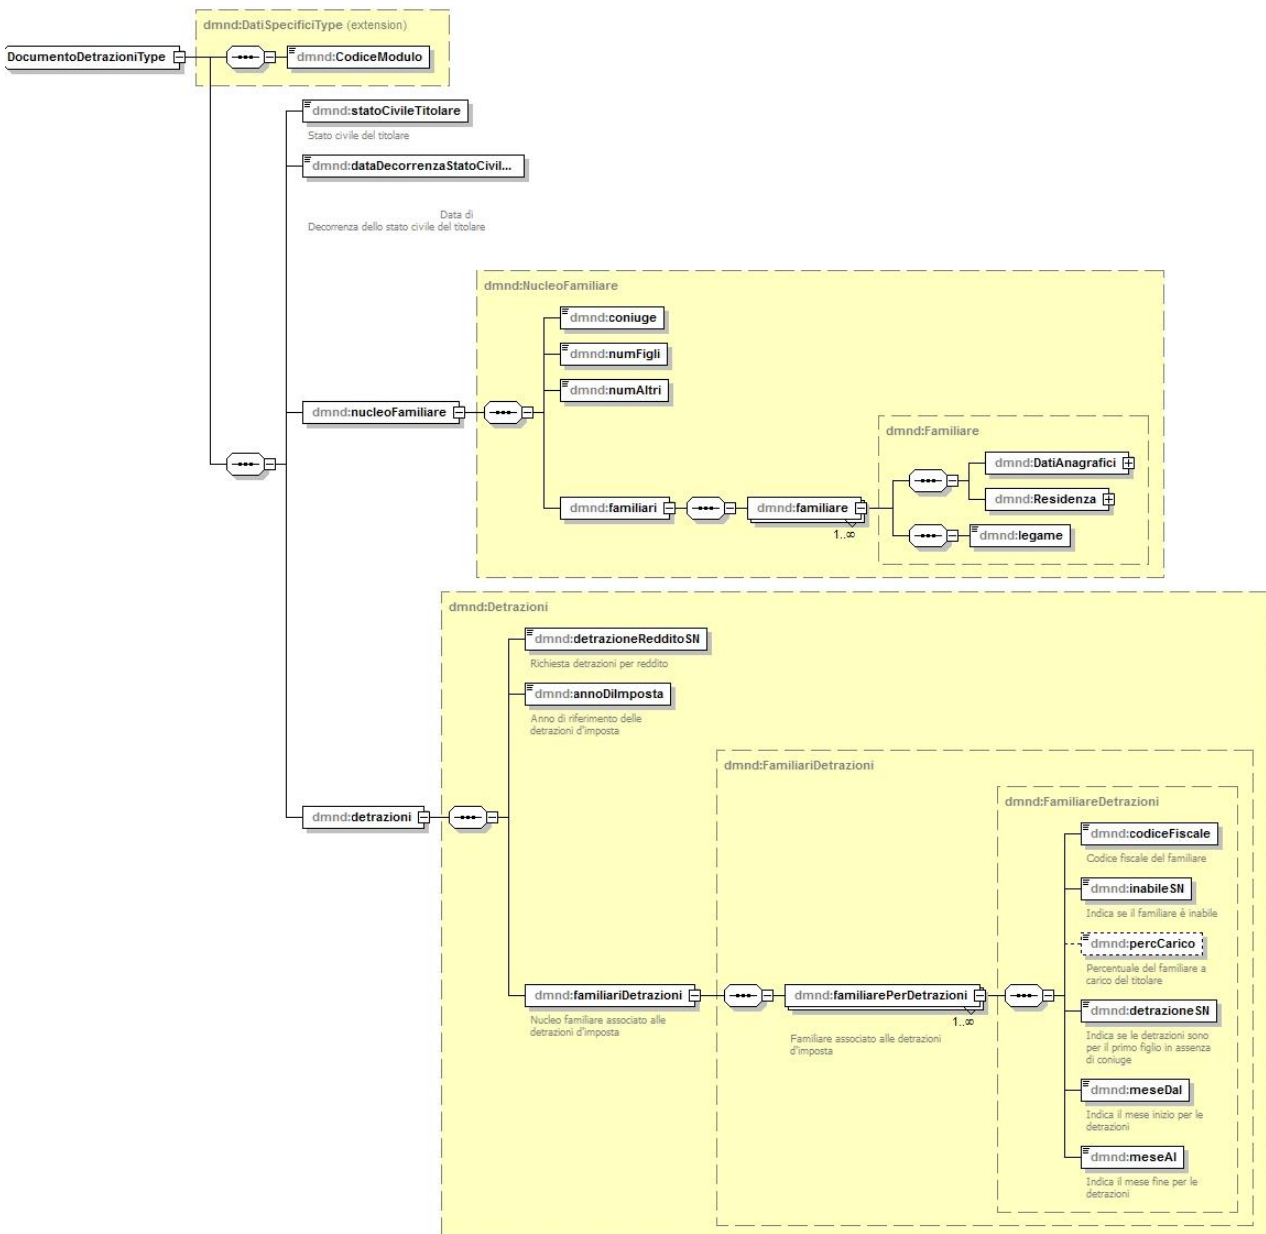 dmnd:DatiSpecificiType (extension)
DocumentoDetrazioniType
dmnd:CodiceModulo
dmnd:statoCivileTitolare
Stato civile del titolare
dmnd:dataDecorrenzaStatoCivil...
Data di
Decorrenza dello stato civile del titolare
dmnd:NucleoFamiliare
dmnd:coniuge
dmnd:numFigli
dmnd:numAltri
dmnd:nucleoFamiliare
dmnd:Familiare
dmnd:DatiAnagrafici
dmnd:Residenza
dmnd:familiari
dmnd:familiare
1..∞
dmnd:legame
dmnd:Detrazioni
dmnd:detrazioneRedditoSN
Richiesta detrazioni per reddito
dmnd:annoDiImposta
Anno di riferimento delle
detrazioni d'imposta
dmnd:FamiliariDetrazioni
dmnd:FamiliareDetrazioni
dmnd:detrazioni
dmnd:codiceFiscale
Codice fiscale del familiare
dmnd:inabileSN
Indica se il familiare è inabile
dmnd:percCarico
Percentuale del familiare a
carico del titolare
dmnd:familiariDetrazioni
Nucleo familiare associato alle
detrazioni d'imposta
dmnd:familiarePerDetrazioni
1..∞
Familiare associato alle detrazioni
d'imposta
dmnd:detrazioneSN
Indica se le detrazioni sono
per il primo figlio in assenza
di coniuge
dmnd:meseDal
Indica il mese inizio per le
detrazioni
dmnd:meseAl
Indica il mese fine per le
detrazioni